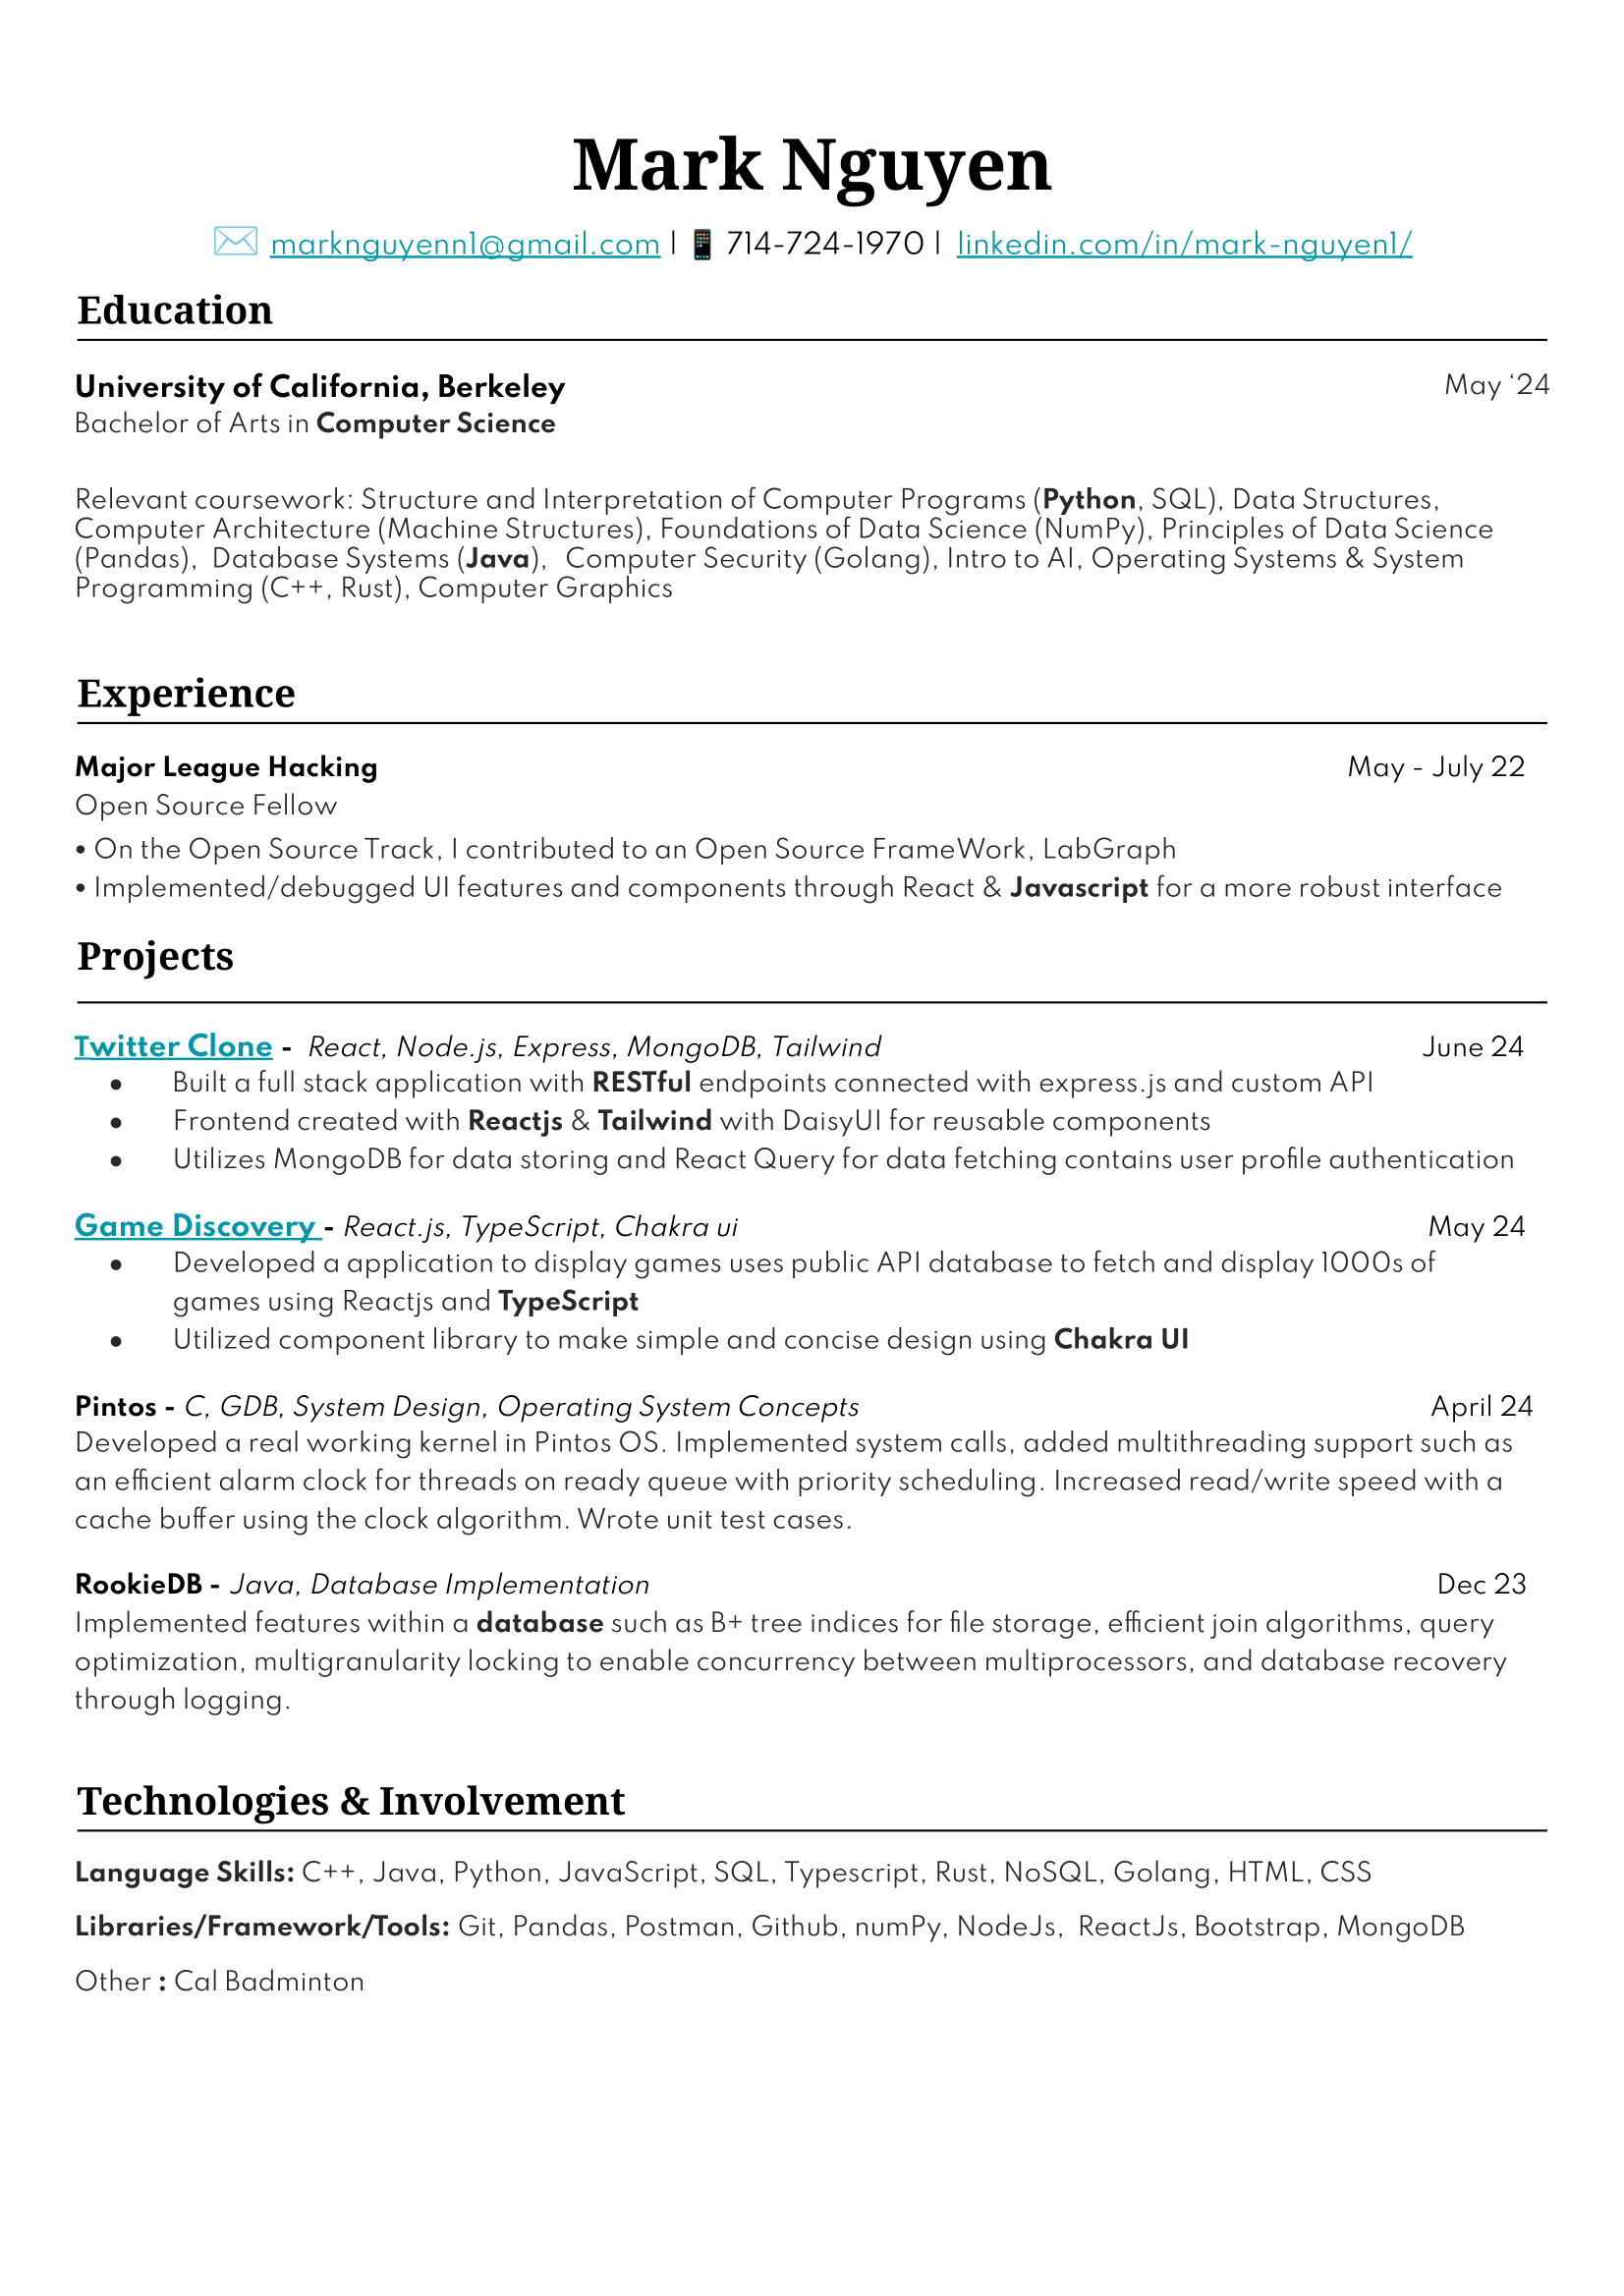 Mark Nguyen
✉️ marknguyenn1@gmail.com | 📱 714-724-1970 | linkedin.com/in/mark-nguyen1/
Education
University of California, Berkeley May ‘24
Bachelor of Arts in Computer Science
Relevant coursework: Structure and Interpretation of Computer Programs (Python, SQL), Data Structures,
Computer Architecture (Machine Structures), Foundations of Data Science (NumPy), Principles of Data Science
(Pandas), Database Systems (Java), Computer Security (Golang), Intro to AI, Operating Systems & System
Programming (C++, Rust), Computer Graphics
Experience
Major League Hacking May - July 22
Open Source Fellow
• On the Open Source Track, I contributed to an Open Source FrameWork, LabGraph
• Implemented/debugged UI features and components through React & Javascript for a more robust interface
Projects
Twitter Clone - React, Node.js, Express, MongoDB, Tailwind June 24
● Built a full stack application with RESTful endpoints connected with express.js and custom API
● Frontend created with Reactjs & Tailwind with DaisyUI for reusable components
● Utilizes MongoDB for data storing and React Query for data fetching contains user profile authentication
Game Discovery - React.js, TypeScript, Chakra ui May 24
● Developed a application to display games uses public API database to fetch and display 1000s of
games using Reactjs and TypeScript
● Utilized component library to make simple and concise design using Chakra UI
Pintos - C, GDB, System Design, Operating System Concepts April 24
Developed a real working kernel in Pintos OS. Implemented system calls, added multithreading support such as
an efficient alarm clock for threads on ready queue with priority scheduling. Increased read/write speed with a
cache buffer using the clock algorithm. Wrote unit test cases.
RookieDB - Java, Database Implementation Dec 23
Implemented features within a database such as B+ tree indices for file storage, efficient join algorithms, query
optimization, multigranularity locking to enable concurrency between multiprocessors, and database recovery
through logging.
Technologies & Involvement
Language Skills: C++, Java, Python, JavaScript, SQL, Typescript, Rust, NoSQL, Golang, HTML, CSS
Libraries/Framework/Tools: Git, Pandas, Postman, Github, numPy, NodeJs, ReactJs, Bootstrap, MongoDB
Other : Cal Badminton